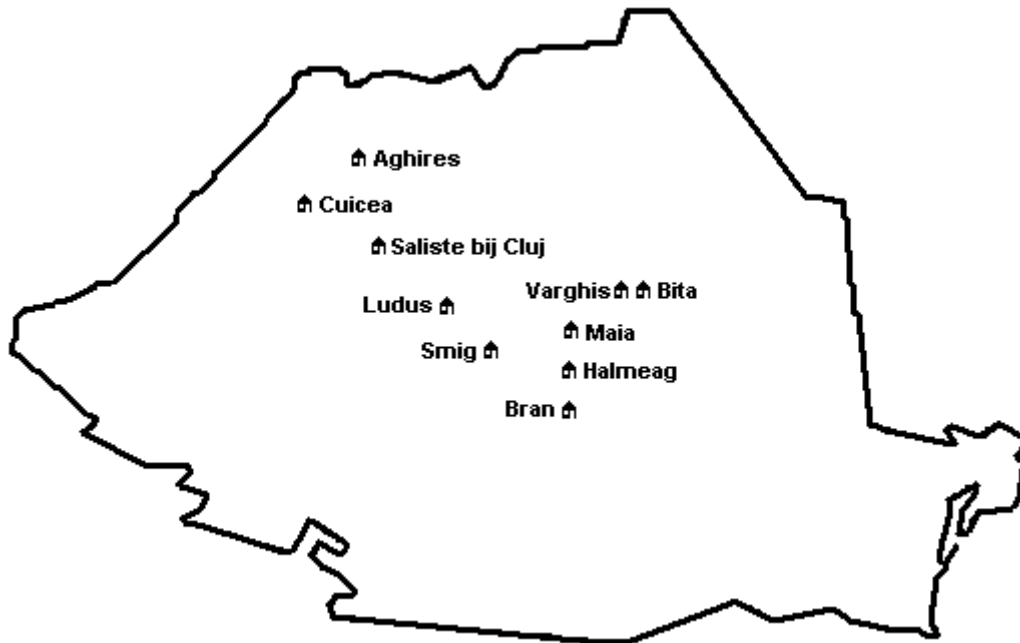 Aghires
Cuicea
Saliste bij Cluj
Varghis
Bita
Ludus
Maia
Smig
Halmeag
Bran